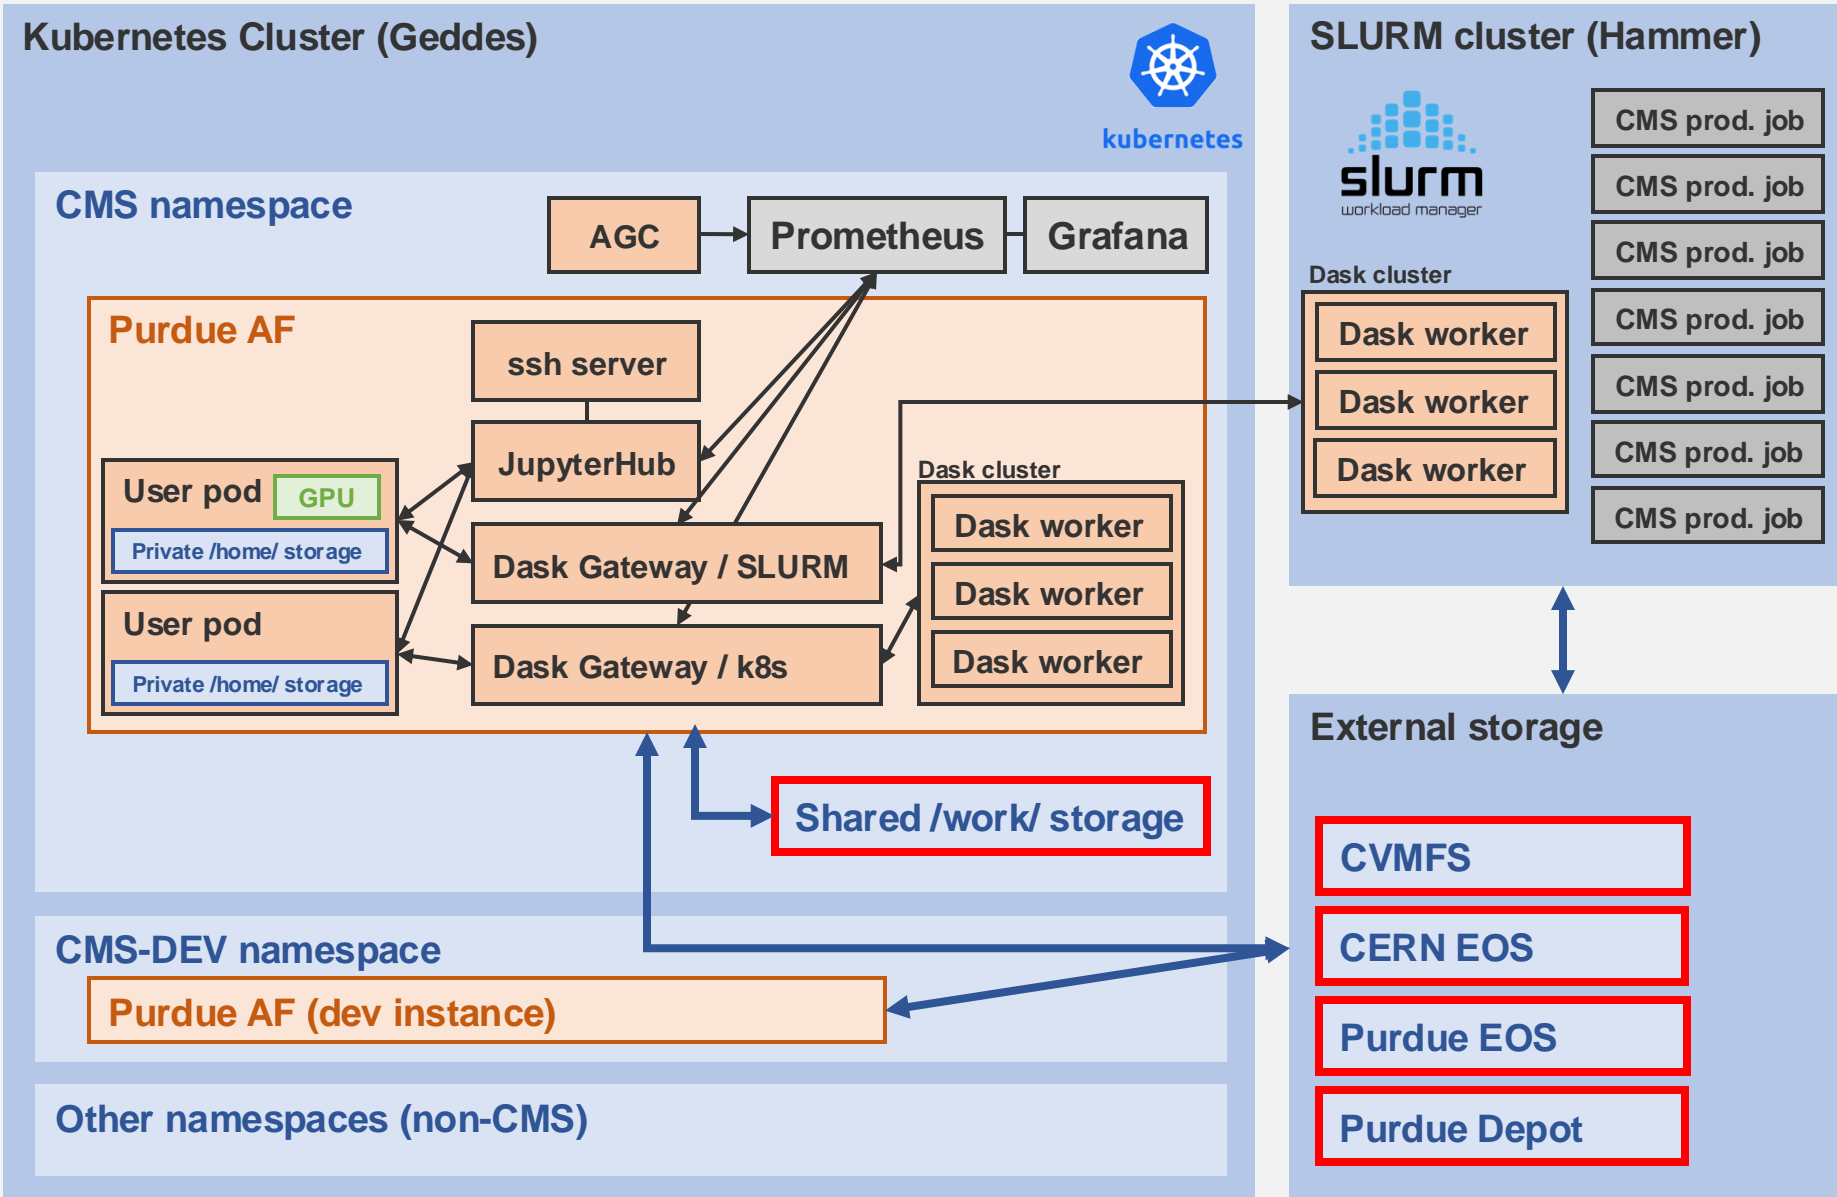 Kubernetes Cluster (Geddes)
kubernetes
CMS namespace
AGC
Prometheus
Grafana
Purdue AF
ssh server
JupyterHub
User pod
GPU
Private /home/ storage
User pod
Private /home/ storage
Dask Gateway / SLURM
Dask Gateway / k8s
Dask cluster
Dask worker
Dask worker
Dask worker
Shared /work/ storage
CMS-DEV namespace
Purdue AF (dev instance)
Other namespaces (non-CMS)
SLURM cluster (Hammer)
slurm
workload manager
Dask cluster
Dask worker
Dask worker
Dask worker
CMS prod. job
CMS prod. job
CMS prod. job
CMS prod. job
CMS prod. job
CMS prod. job
CMS prod. job
External storage
CVMFS
CERN EOS
Purdue EOS
Purdue Depot